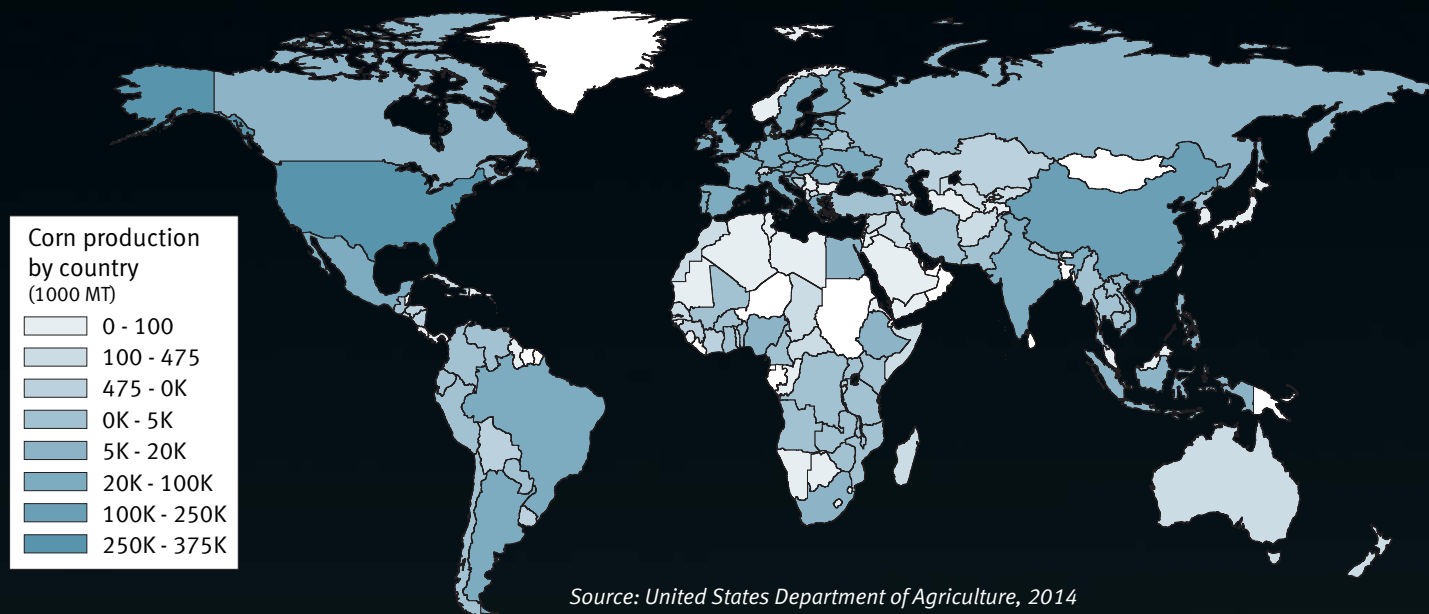 Corn production
by country
(1000 MT)
0 - 100
100 - 475
475 - 0K
0K - 5K
5K - 20K
20K - 100K
100K - 250K
250K - 375K
Source: United States Department of Agriculture, 2014